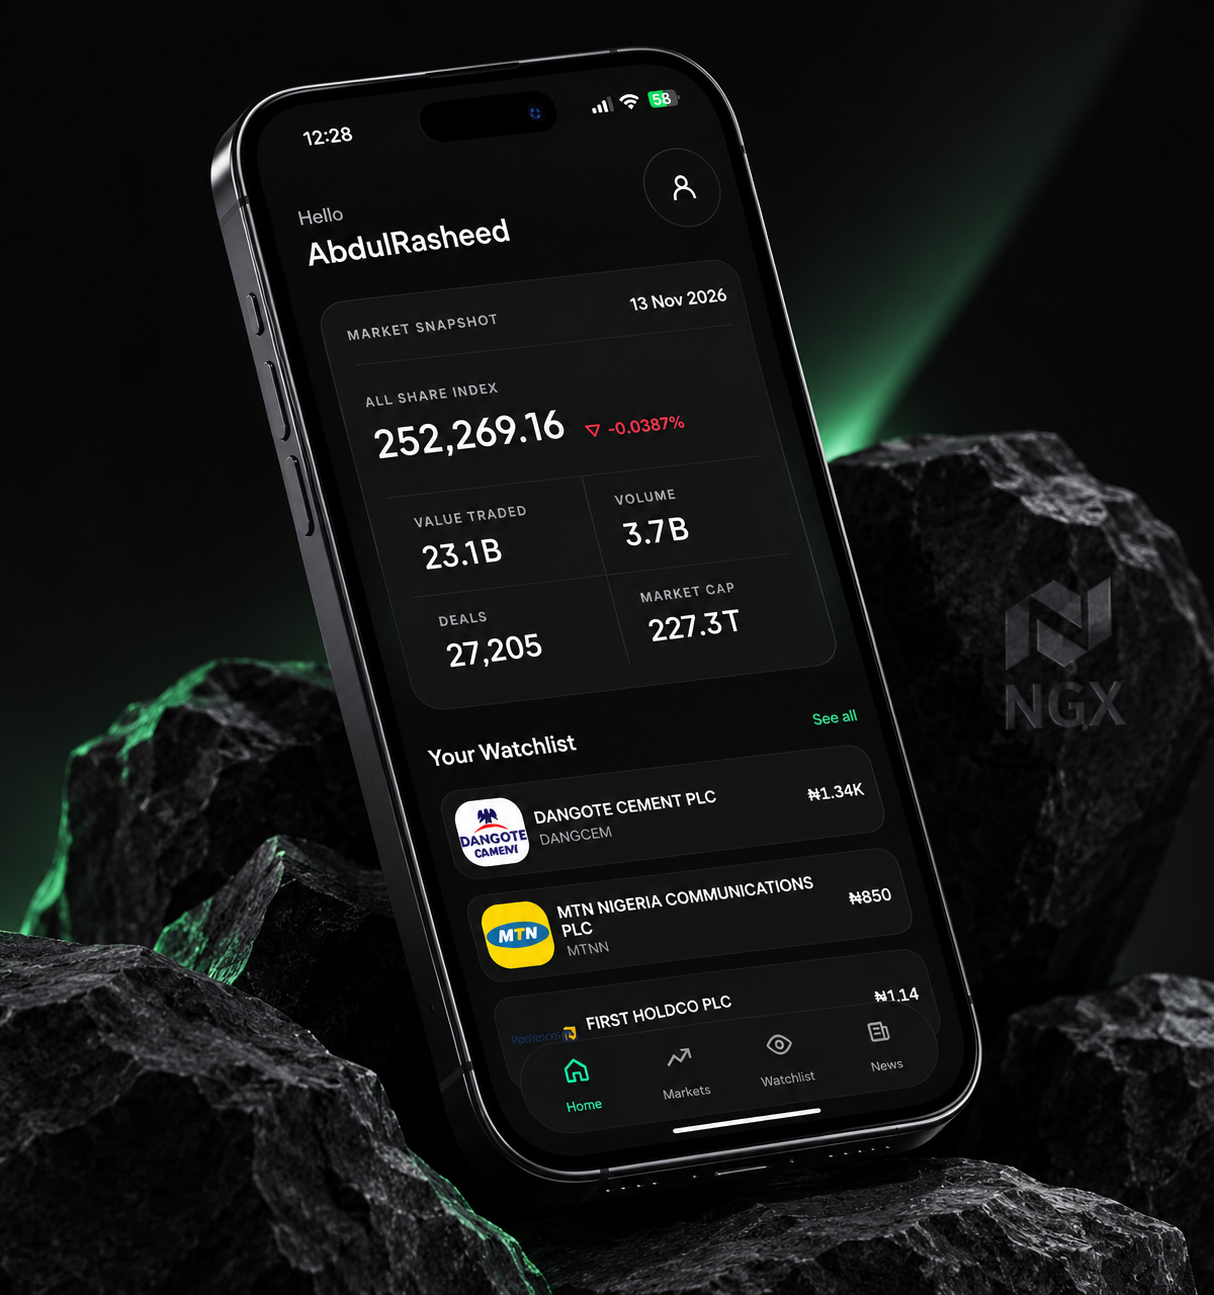 12:28
58
Hello
AbdulRasheed
MARKET SNAPSHOT
13 Nov 2026
ALL SHARE INDEX
252,269.16
-0.0387%
VALUE TRADED
23.1B
VOLUME
3.7B
DEALS
27,205
MARKET CAP
227.3T
Your Watchlist
See all
DANGOTE
CAMENI
DANGOTE CEMENT PLC
DANGCEM
₦1.34K
MTN
MTN NIGERIA COMMUNICATIONS
PLC
MTNN
₦850
FIRST HOLDCO PLC
₦1.14
Home
Markets
Watchlist
News
NGX